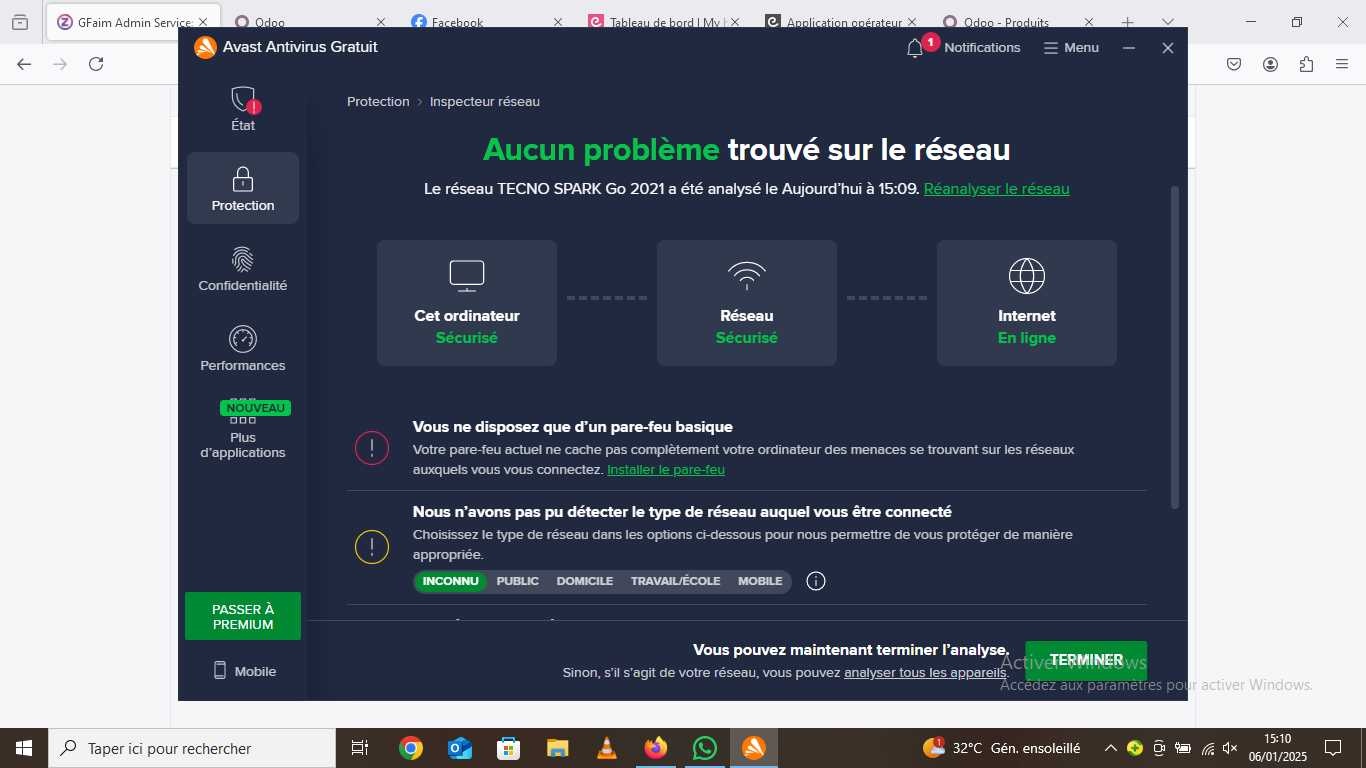 GFaim Admin Service:
Odoo
Facebook
Tableau de bord | My
Application opérateur
Odoo - Produits
Avast Antivirus Gratuit
1
Notifications
Menu
État
Protection
Confidentialité
Performances
NOUVEAU
Plus
d'applications
PASSER À
PREMIUM
Mobile
Protection > Inspecteur réseau
Aucun problème trouvé sur le réseau
Le réseau TECNO SPARK Go 2021 a été analysé le Aujourd'hui à 15:09. Réanalyser le réseau
Cet ordinateur
Sécurisé
Réseau
Sécurisé
Internet
En ligne
Vous ne disposez que d'un pare-feu basique
Votre pare-feu actuel ne cache pas complètement votre ordinateur des menaces se trouvant sur les réseaux
auxquels vous vous connectez. Installer le pare-feu
Nous n'avons pas pu détecter le type de réseau auquel vous être connecté
Choisissez le type de réseau dans les options ci-dessous pour nous permettre de vous protéger de manière
appropriée.
INCONNU PUBLIC DOMICILE TRAVAIL/ÉCOLE MOBILE
Vous pouvez maintenant terminer l'analyse.
Sinon, s'il s'agit de votre réseau, vous pouvez analyser tous les appareils.
TERMINER
Activer Windows
Accédez aux paramètres pour activer Windows.
Taper ici pour rechercher
1
32°C Gén. ensoleillé
15:10
06/01/2025